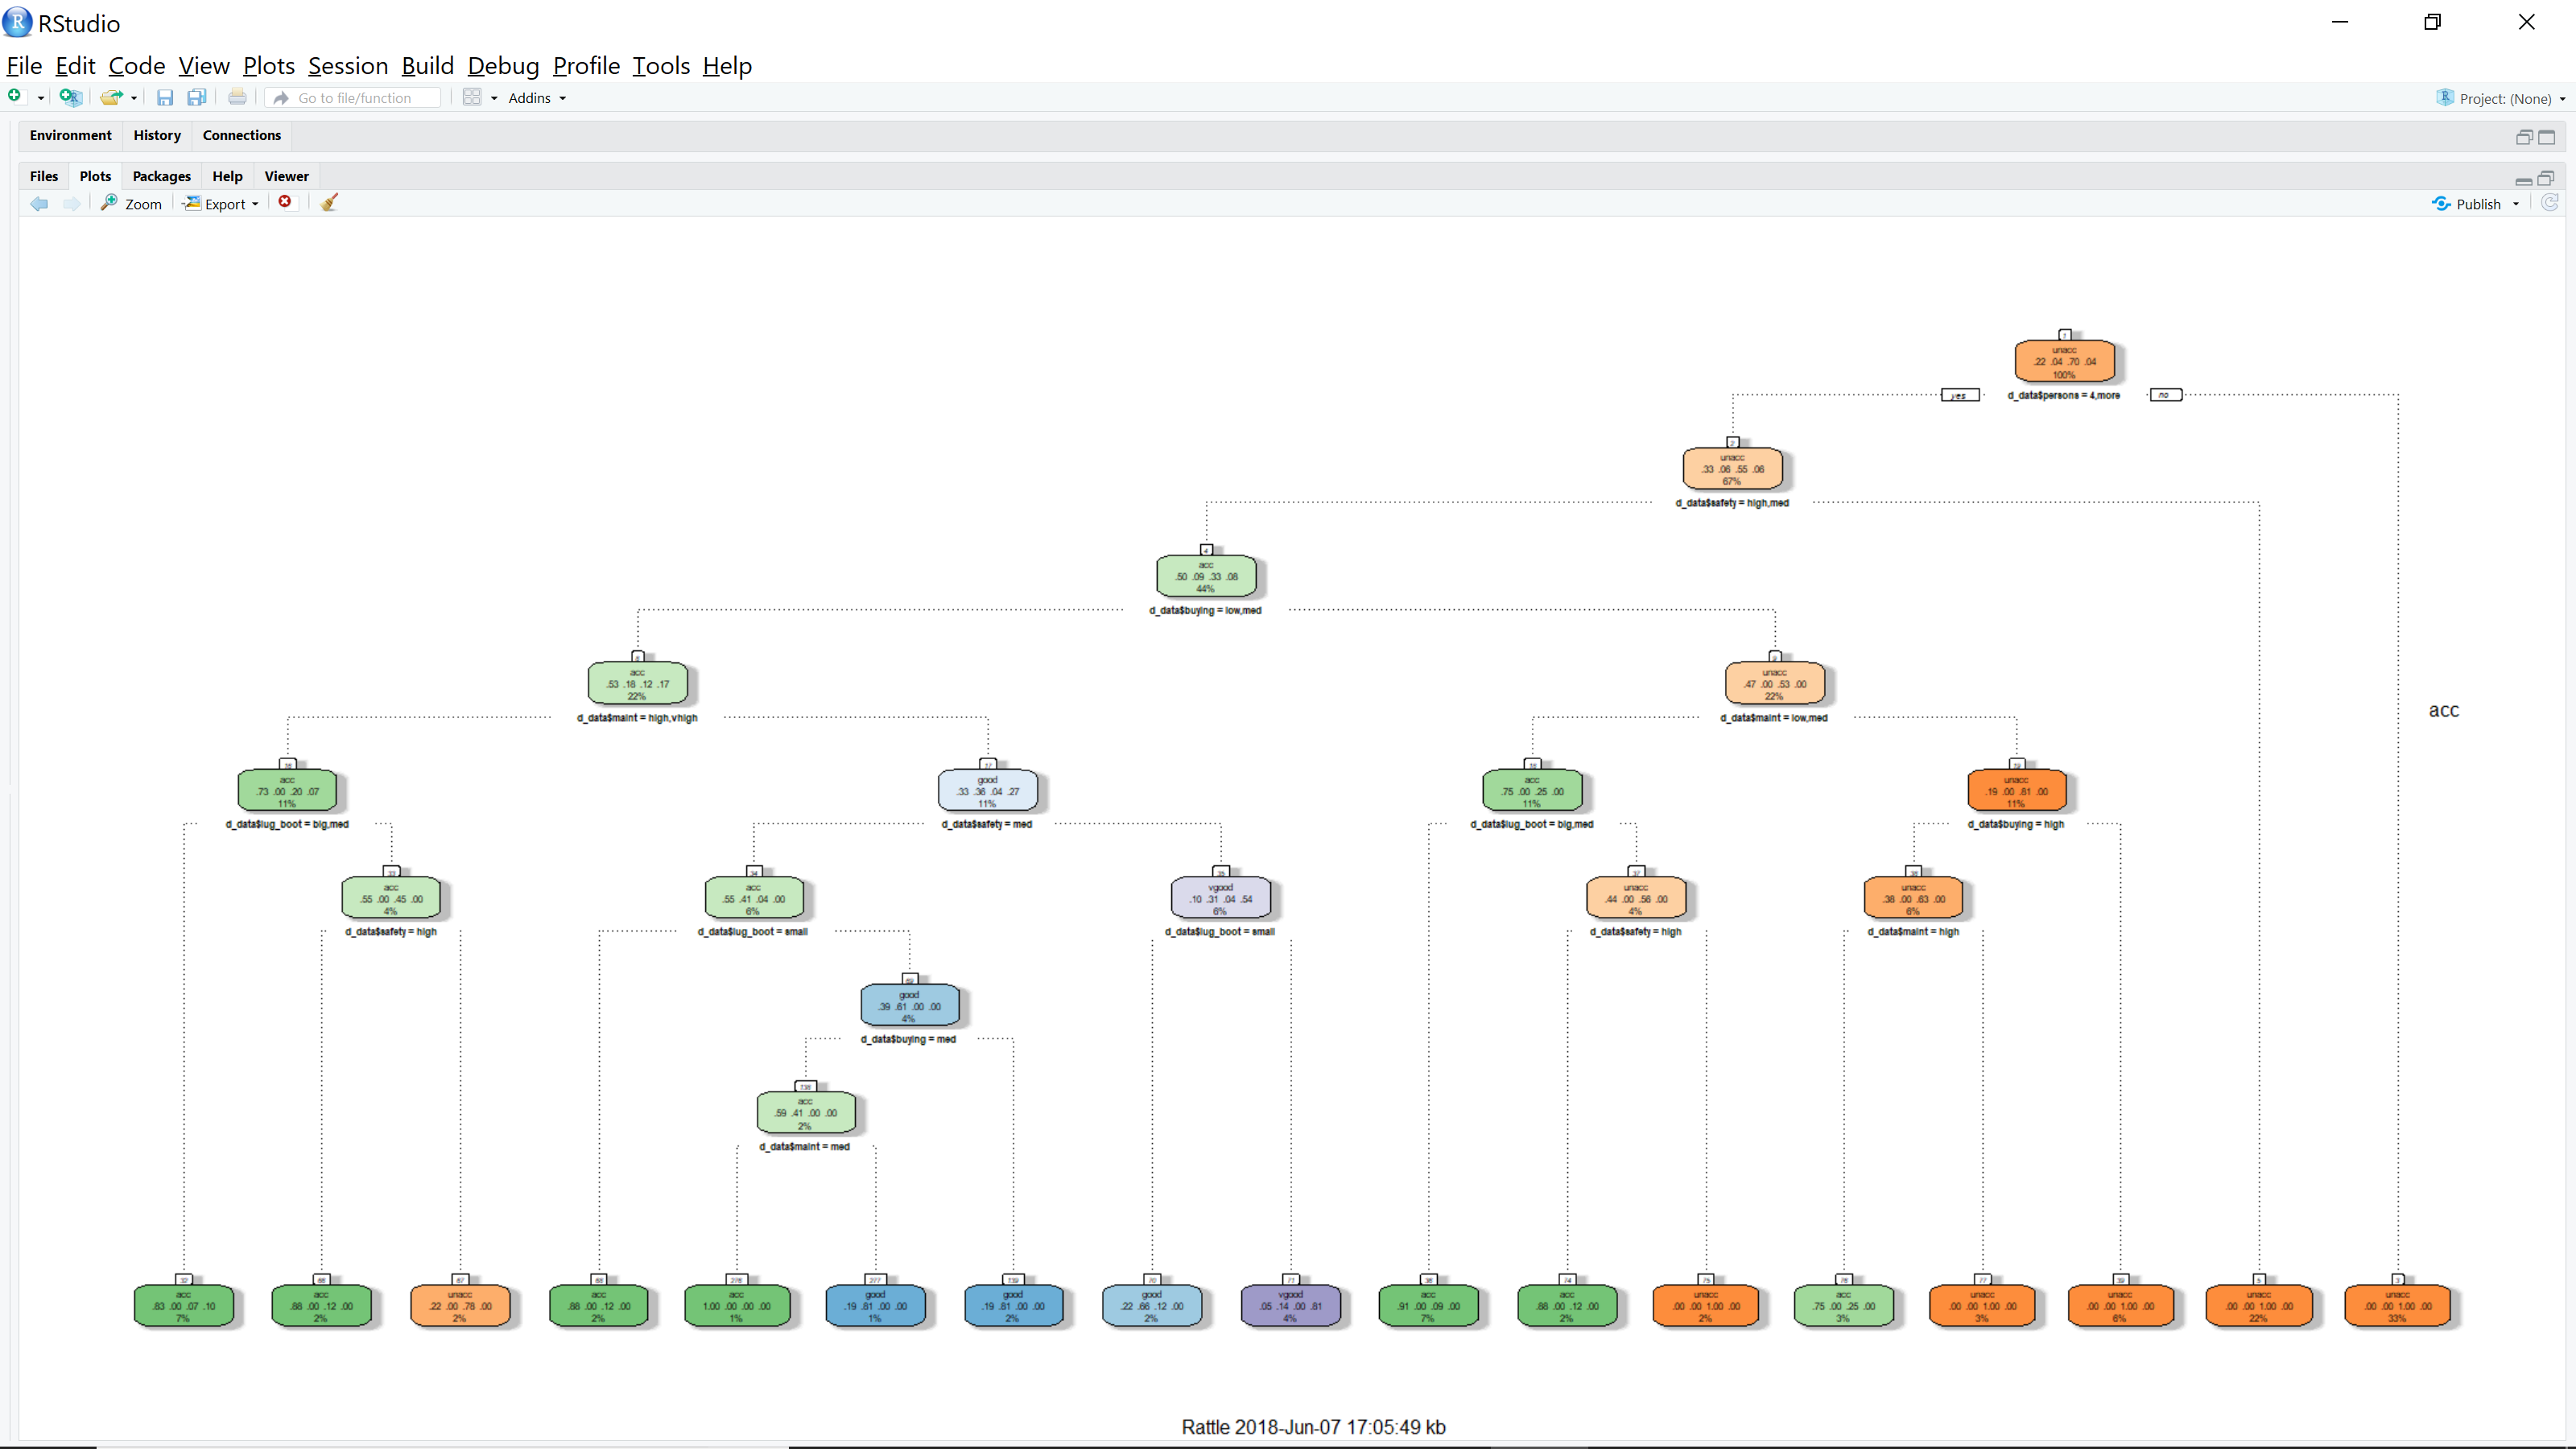 RStudio
File Edit Code View Plots Session Build Debug Profile Tools Help
Go to file/function Addins Project: (None)
Environment History Connections
Files Plots Packages Help Viewer
Zoom Export Publish
1
unacc
.22 .04 .70 .04
100%
yes d_data$persons = 4,more no
2
unacc
.33 .06 .55 .06
67%
d_data$safety = high,med
4
acc
.50 .09 .33 .08
44%
d_data$buying = low,med
8
acc
.53 .18 .12 .17
22%
d_data$maint = high,vhigh
9
unacc
.47 .00 .53 .00
22%
d_data$maint = low,med
acc
16
acc
.73 .00 .20 .07
11%
d_data$lug_boot = big,med
17
good
.33 .36 .04 .27
11%
d_data$safety = med
18
acc
.75 .00 .25 .00
11%
d_data$lug_boot = big,med
19
unacc
.19 .00 .81 .00
11%
d_data$buying = high
33
acc
.55 .00 .45 .00
4%
d_data$safety = high
34
acc
.55 .41 .04 .00
6%
d_data$lug_boot = small
35
vgood
.10 .31 .04 .54
6%
d_data$lug_boot = small
37
unacc
.44 .00 .56 .00
4%
d_data$safety = high
38
unacc
.38 .00 .63 .00
6%
d_data$maint = high
69
good
.39 .61 .00 .00
4%
d_data$buying = med
138
acc
.59 .41 .00 .00
2%
d_data$maint = med
32
acc
.83 .00 .07 .10
7%
66
acc
.88 .00 .12 .00
2%
67
unacc
.22 .00 .78 .00
2%
68
acc
.88 .00 .12 .00
2%
276
acc
1.00 .00 .00 .00
1%
277
good
.19 .81 .00 .00
1%
139
good
.19 .81 .00 .00
2%
70
good
.22 .66 .12 .00
2%
71
vgood
.05 .14 .00 .81
4%
36
acc
.91 .00 .09 .00
7%
74
acc
.88 .00 .12 .00
2%
75
unacc
.00 .00 1.00 .00
2%
76
acc
.75 .00 .25 .00
3%
77
unacc
.00 .00 1.00 .00
3%
39
unacc
.00 .00 1.00 .00
6%
5
unacc
.00 .00 1.00 .00
22%
3
unacc
.00 .00 1.00 .00
33%
Rattle 2018-Jun-07 17:05:49 kb